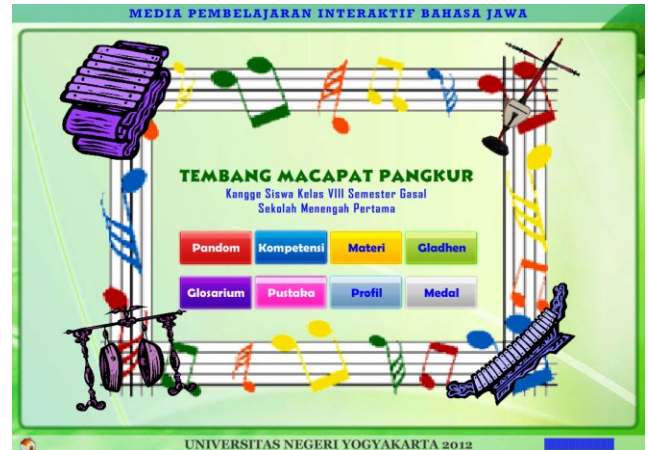 MEDIA PEMBELAJARAN INTERAKTIF BAHASA JAWA
TEMBANG MACAPAT PANGKUR
Kangge Siswa Kelas VIII Semester Gasal
Sekolah Menengah Pertama
Pandom Kompetensi Materi Gladhen
Glosarium Pustaka Profil Medal
UNIVERSITAS NEGERI YOGYAKARTA 2012